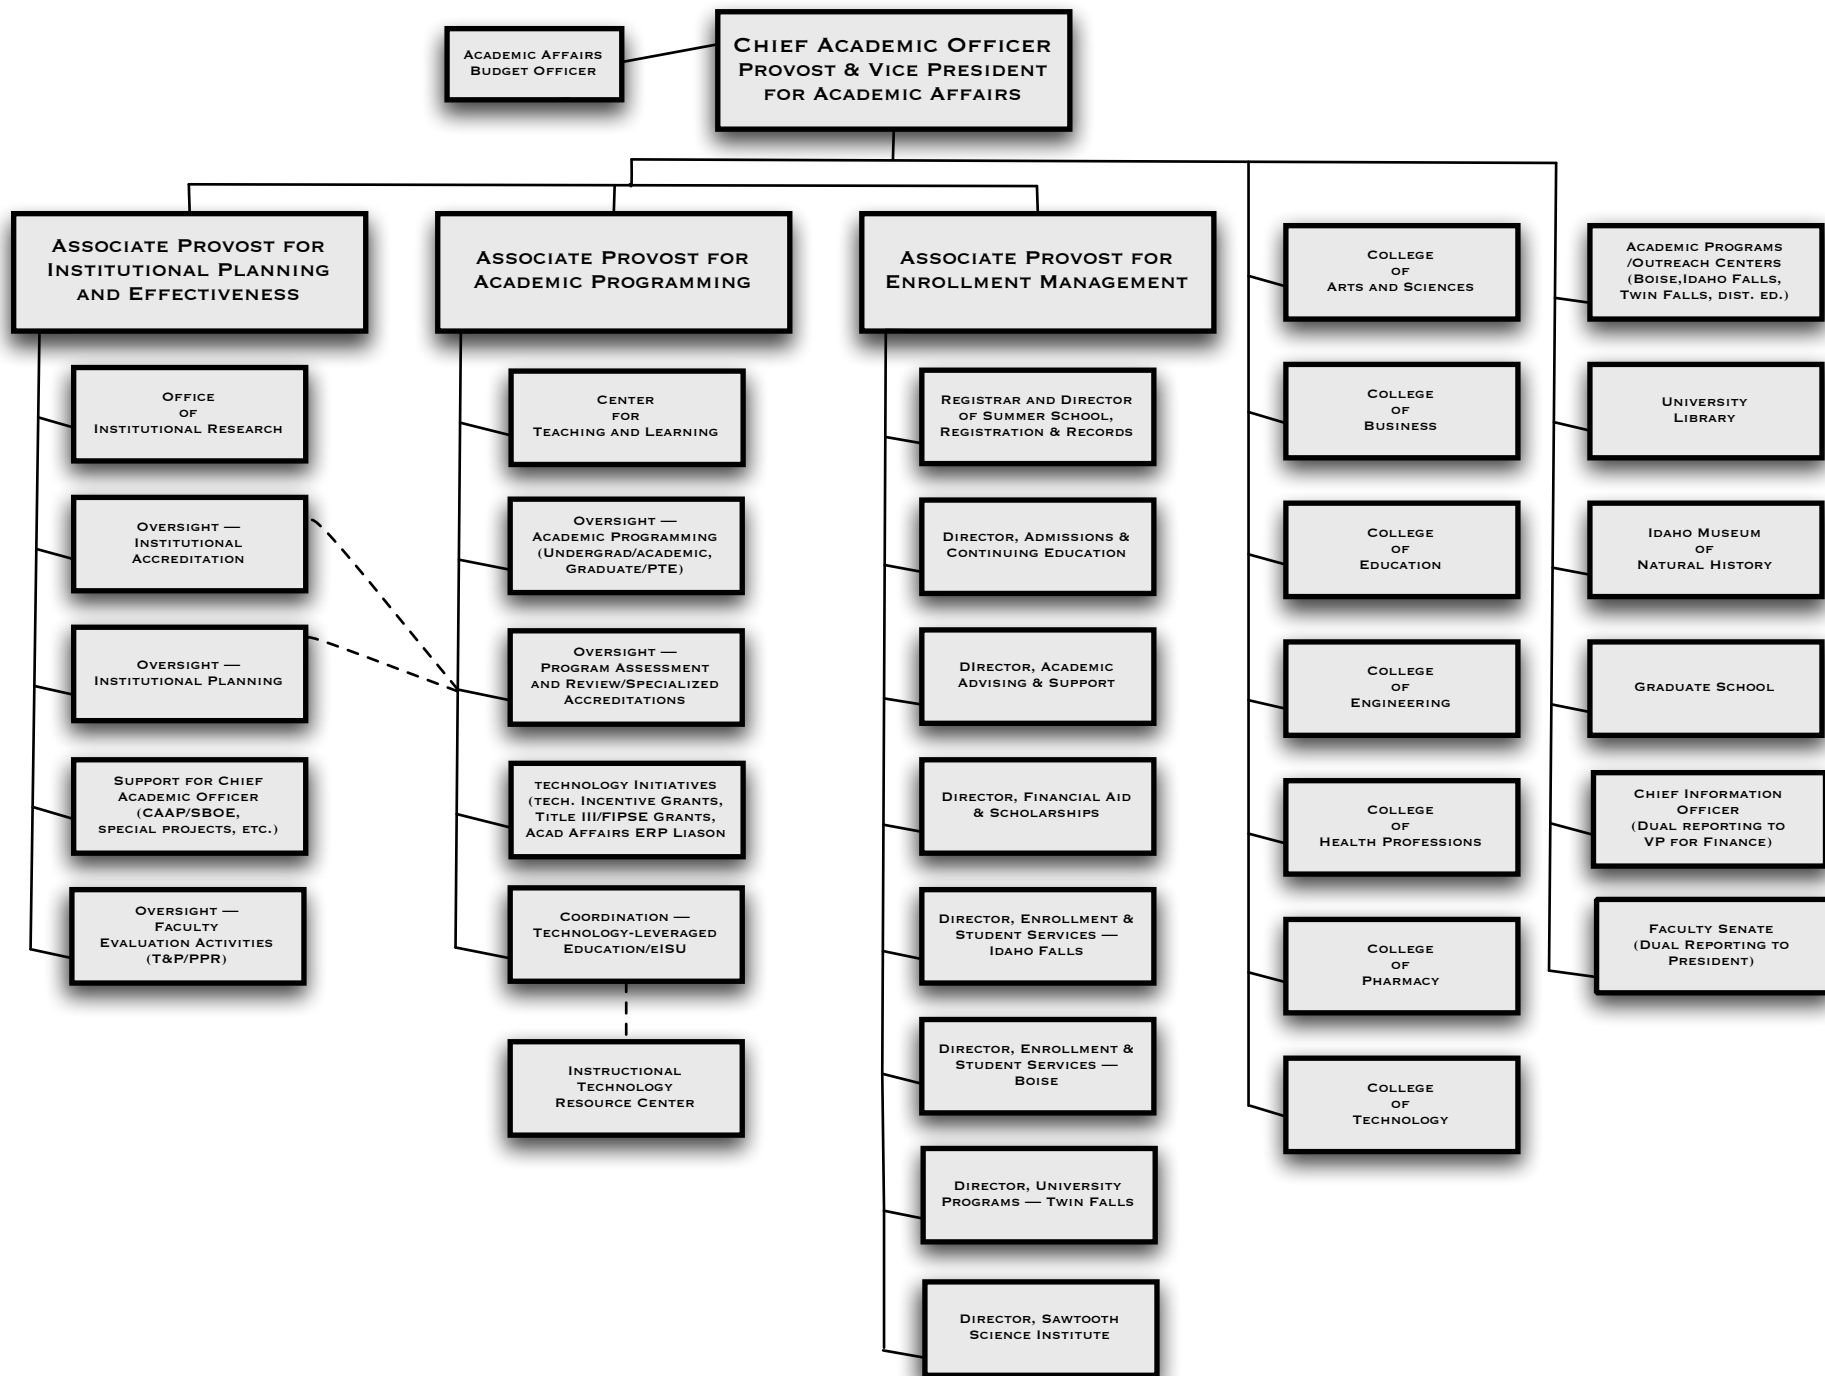 Academic Affairs
Budget Officer
Chief Academic Officer
Provost & Vice President
for Academic Affairs
Associate Provost for
Institutional Planning
and Effectiveness
Office
of
Institutional Research
Oversight —
Institutional
Accreditation
Oversight —
Institutional Planning
Support for Chief
Academic Officer
(CAAP/SBOE,
special projects, etc.)
Oversight —
Faculty
Evaluation Activities
(T&P/PPR)
Associate Provost for
Academic Programming
Center
for
Teaching and Learning
Oversight —
Academic Programming
(Undergrad/academic,
Graduate/PTE)
Oversight —
Program Assessment
and Review/Specialized
Accreditations
technology Initiatives
(tech. Incentive Grants,
Title III/FIPSE Grants,
Acad Affairs ERP Liason
Coordination —
Technology-leveraged
Education/eISU
Instructional
Technology
Resource Center
Associate Provost for
Enrollment Management
Registrar and Director
of Summer School,
Registration & Records
Director, Admissions &
Continuing Education
DIrector, Academic
Advising & Support
Director, Financial Aid
& Scholarships
Director, Enrollment &
Student Services —
Idaho Falls
Director, Enrollment &
Student Services —
Boise
Director, University
Programs — Twin Falls
Director, Sawtooth
Science Institute
College
of
Arts and Sciences
College
of
Business
College
of
Education
College
of
Engineering
College
of
Health Professions
College
of
Pharmacy
College
of
Technology
Academic Programs
/Outreach Centers
(Boise,Idaho Falls,
Twin Falls, dist. ed.)
University
Library
Idaho Museum
of
Natural History
Graduate School
Chief Information
Officer
(Dual reporting to
VP for Finance)
Faculty Senate
(Dual Reporting to
President)